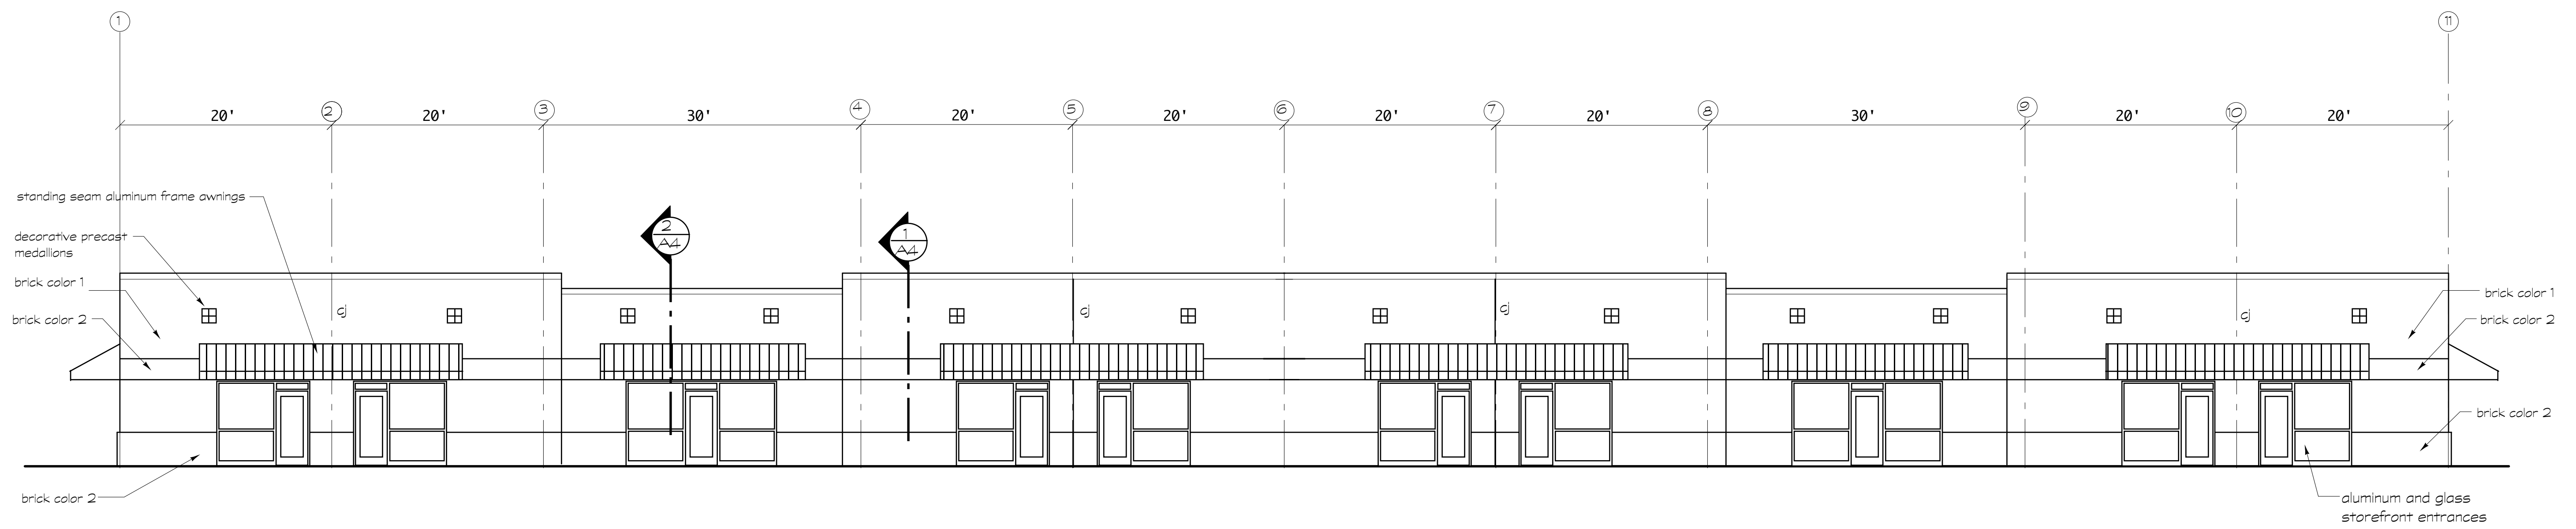 1
11
20'
2
20'
3
30'
4
20'
5
20'
6
20'
7
20'
8
30'
9
20'
10
20'
standing seam aluminum frame awnings
decorative precast
medallions
brick color 1
brick color 2
2
A4
1
A4
cj
cj
cj
cj
brick color 1
brick color 2
brick color 2
brick color 2
aluminum and glass
storefront entrances